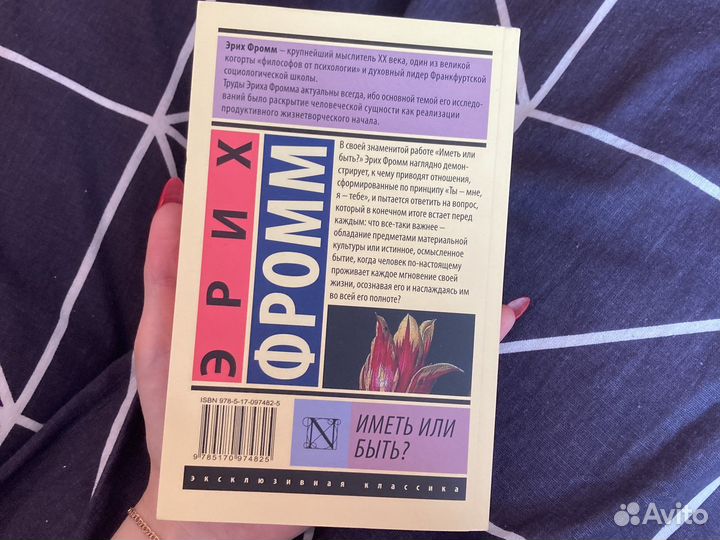 Эрих Фромм – крупнейший мыслитель XX века, один из великой
когорты «философов от психологии» и духовный лидер Франкфуртской
социологической школы.
Труды Эриха Фромма актуальны всегда, ибо основной темой его исследо-
ваний было раскрытие человеческой сущности как реализации
продуктивного жизнетворческого начала.
ЭРИХ
ФРОММ
В своей знаменитой работе «Иметь или
быть?» Эрих Фромм наглядно демон-
стрирует, к чему приводят отношения,
сформированные по принципу «Ты – мне,
я – тебе», и пытается ответить на вопрос,
который в конечном итоге встает перед
каждым: что все-таки важнее –
обладание предметами материальной
культуры или истинное, осмысленное
бытие, когда человек по-настоящему
проживает каждое мгновение своей
жизни, осознавая его и наслаждаясь им
во всей его полноте?
ISBN 978-5-17-097482-5
9 785170 974825
N
ИМЕТЬ ИЛИ
БЫТЬ?
эксклюзивная классика
Avito